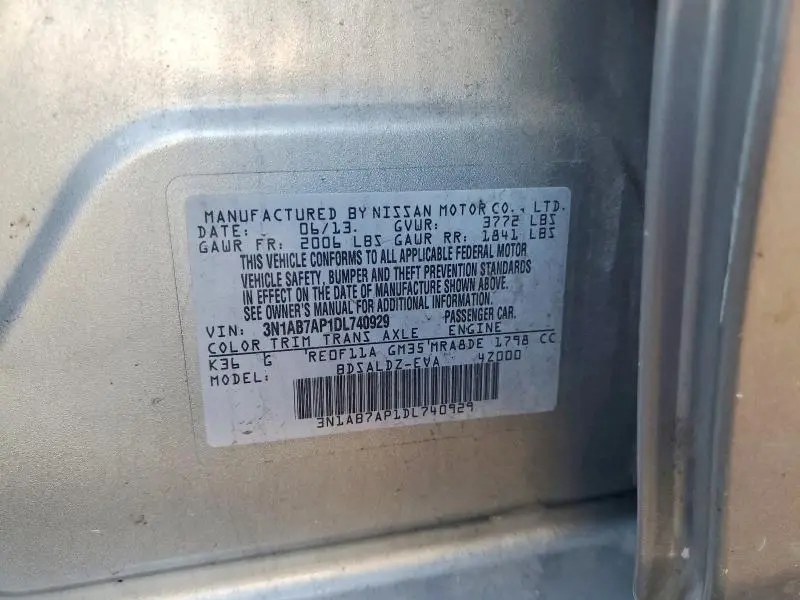 MANUFACTURED BY NISSAN MOTOR CO., LTD.
DATE: 06/13. GVWR: 3772 LBS
GAWR FR: 2006 LBS GAWR RR: 1841 LBS
THIS VEHICLE CONFORMS TO ALL APPLICABLE FEDERAL MOTOR
VEHICLE SAFETY, BUMPER AND THEFT PREVENTION STANDARDS
IN EFFECT ON THE DATE OF MANUFACTURE SHOWN ABOVE.
SEE OWNER'S MANUAL FOR ADDITIONAL INFORMATION.
VIN: 3N1AB7AP1DL740929 PASSENGER CAR.
COLOR TRIM TRANS AXLE ENGINE
K36 G RE0F11A GM35 MRA8DE 1798 CC
MODEL: BDSALDZ-EVA 4Z000
3N1AB7AP1DL740929